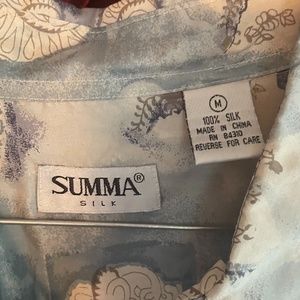 SUMMA®
SILK
M
100% SILK
MADE IN CHINA
RN 84310
REVERSE FOR CARE